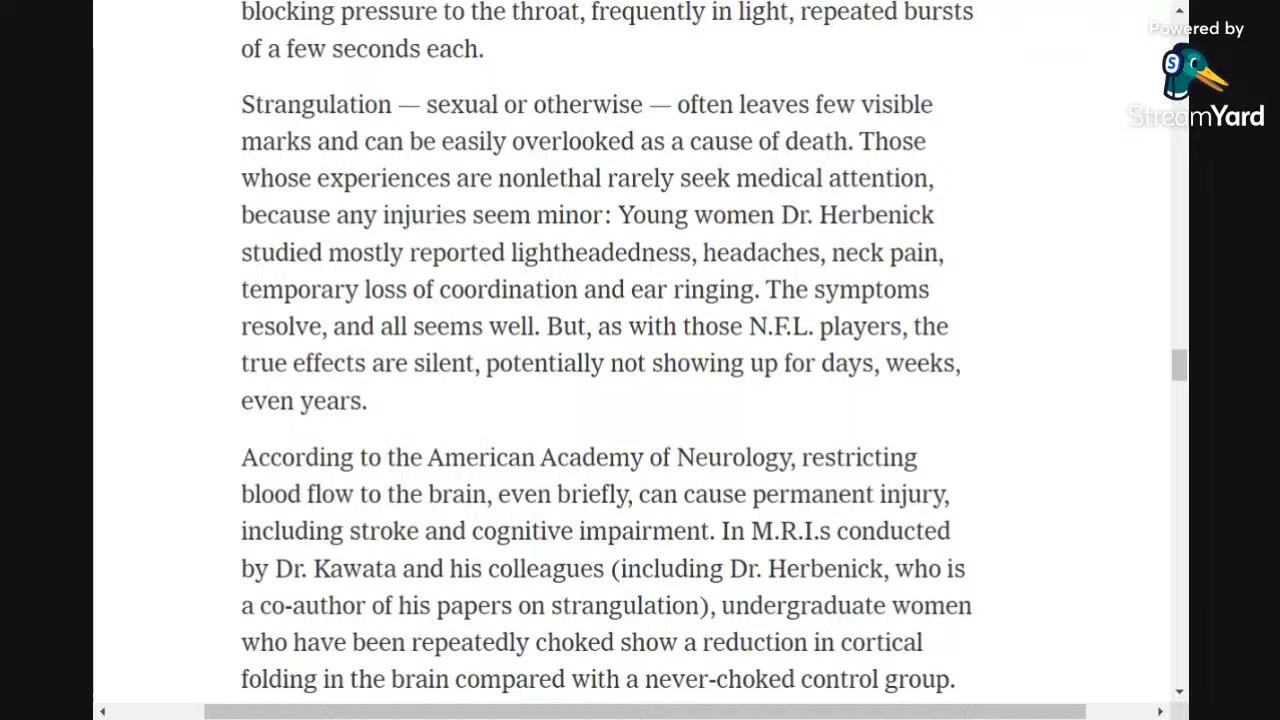 blocking pressure to the throat, frequently in light, repeated bursts
of a few seconds each.
Strangulation — sexual or otherwise — often leaves few visible
marks and can be easily overlooked as a cause of death. Those
whose experiences are nonlethal rarely seek medical attention,
because any injuries seem minor: Young women Dr. Herbenick
studied mostly reported lightheadedness, headaches, neck pain,
temporary loss of coordination and ear ringing. The symptoms
resolve, and all seems well. But, as with those N.F.L. players, the
true effects are silent, potentially not showing up for days, weeks,
even years.
According to the American Academy of Neurology, restricting
blood flow to the brain, even briefly, can cause permanent injury,
including stroke and cognitive impairment. In M.R.I.s conducted
by Dr. Kawata and his colleagues (including Dr. Herbenick, who is
a co-author of his papers on strangulation), undergraduate women
who have been repeatedly choked show a reduction in cortical
folding in the brain compared with a never-choked control group.
Powered by
S
StreamYard